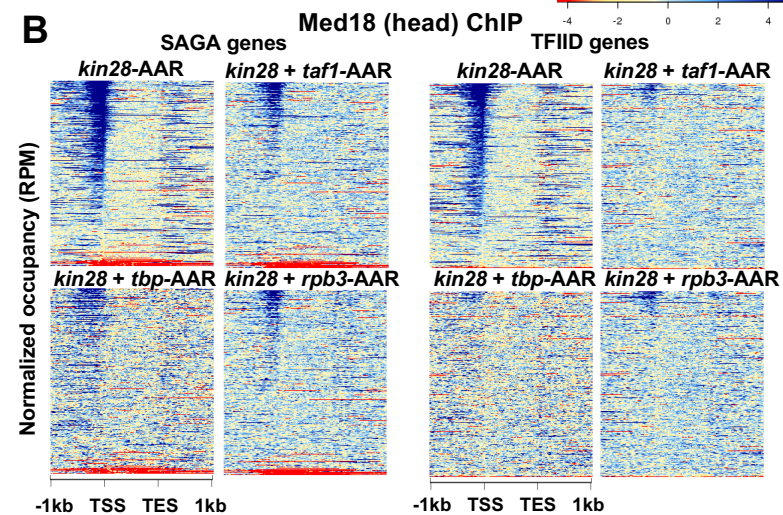 -4 -2 0 2 4
B
Med18 (head) ChIP
SAGA genes
TFIID genes
kin28-AAR
kin28 + taf1-AAR
kin28-AAR
kin28 + taf1-AAR
Normalized occupancy (RPM)
kin28 + tbp-AAR
kin28 + rpb3-AAR
kin28 + tbp-AAR
kin28 + rpb3-AAR
-1kb TSS TES 1kb
-1kb TSS TES 1kb